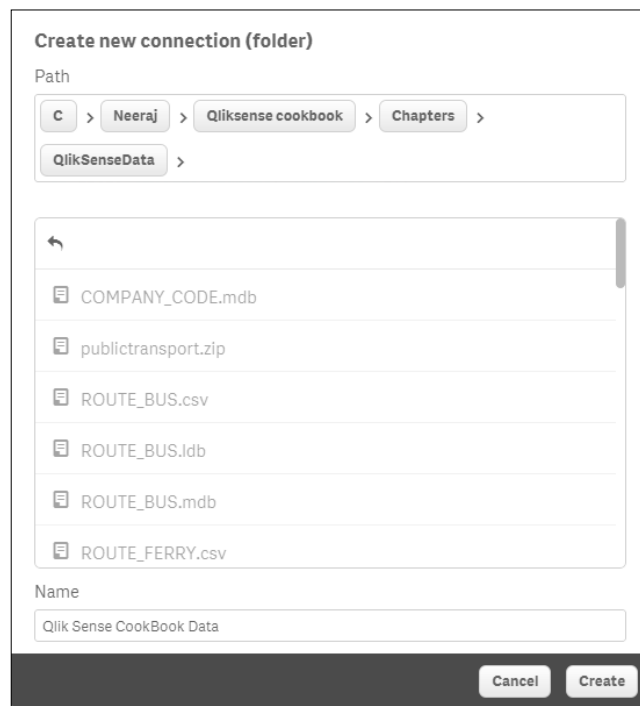 Create new connection (folder)
Path
C > Neeraj > Qliksense cookbook > Chapters >
QlikSenseData >
COMPANY_CODE.mdb
publictransport.zip
ROUTE_BUS.csv
ROUTE_BUS.ldb
ROUTE_BUS.mdb
ROUTE_FERRY.csv
Name
Qlik Sense CookBook Data
Cancel Create